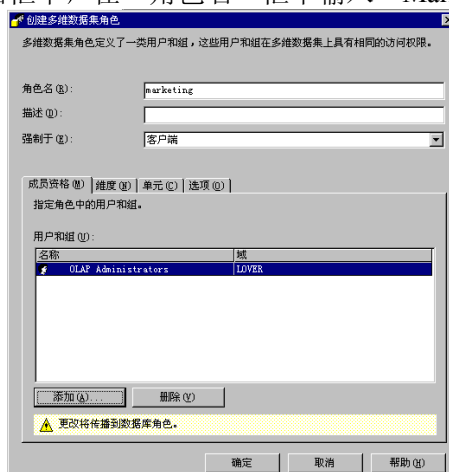 创建多维数据集角色
多维数据集角色定义了一类用户和组，这些用户和组在多维数据集上具有相同的访问权限。
角色名(R):
marketing
描述(D):
强制于(E):
客户端
成员资格(M) 维度(N) 单元(C) 选项(O)
指定角色中的用户和组。
用户和组(U):
名称 域
OLAP Administrators LOVER
添加(A)... 删除(V)
更改将传播到数据库角色。
确定 取消 帮助(H)